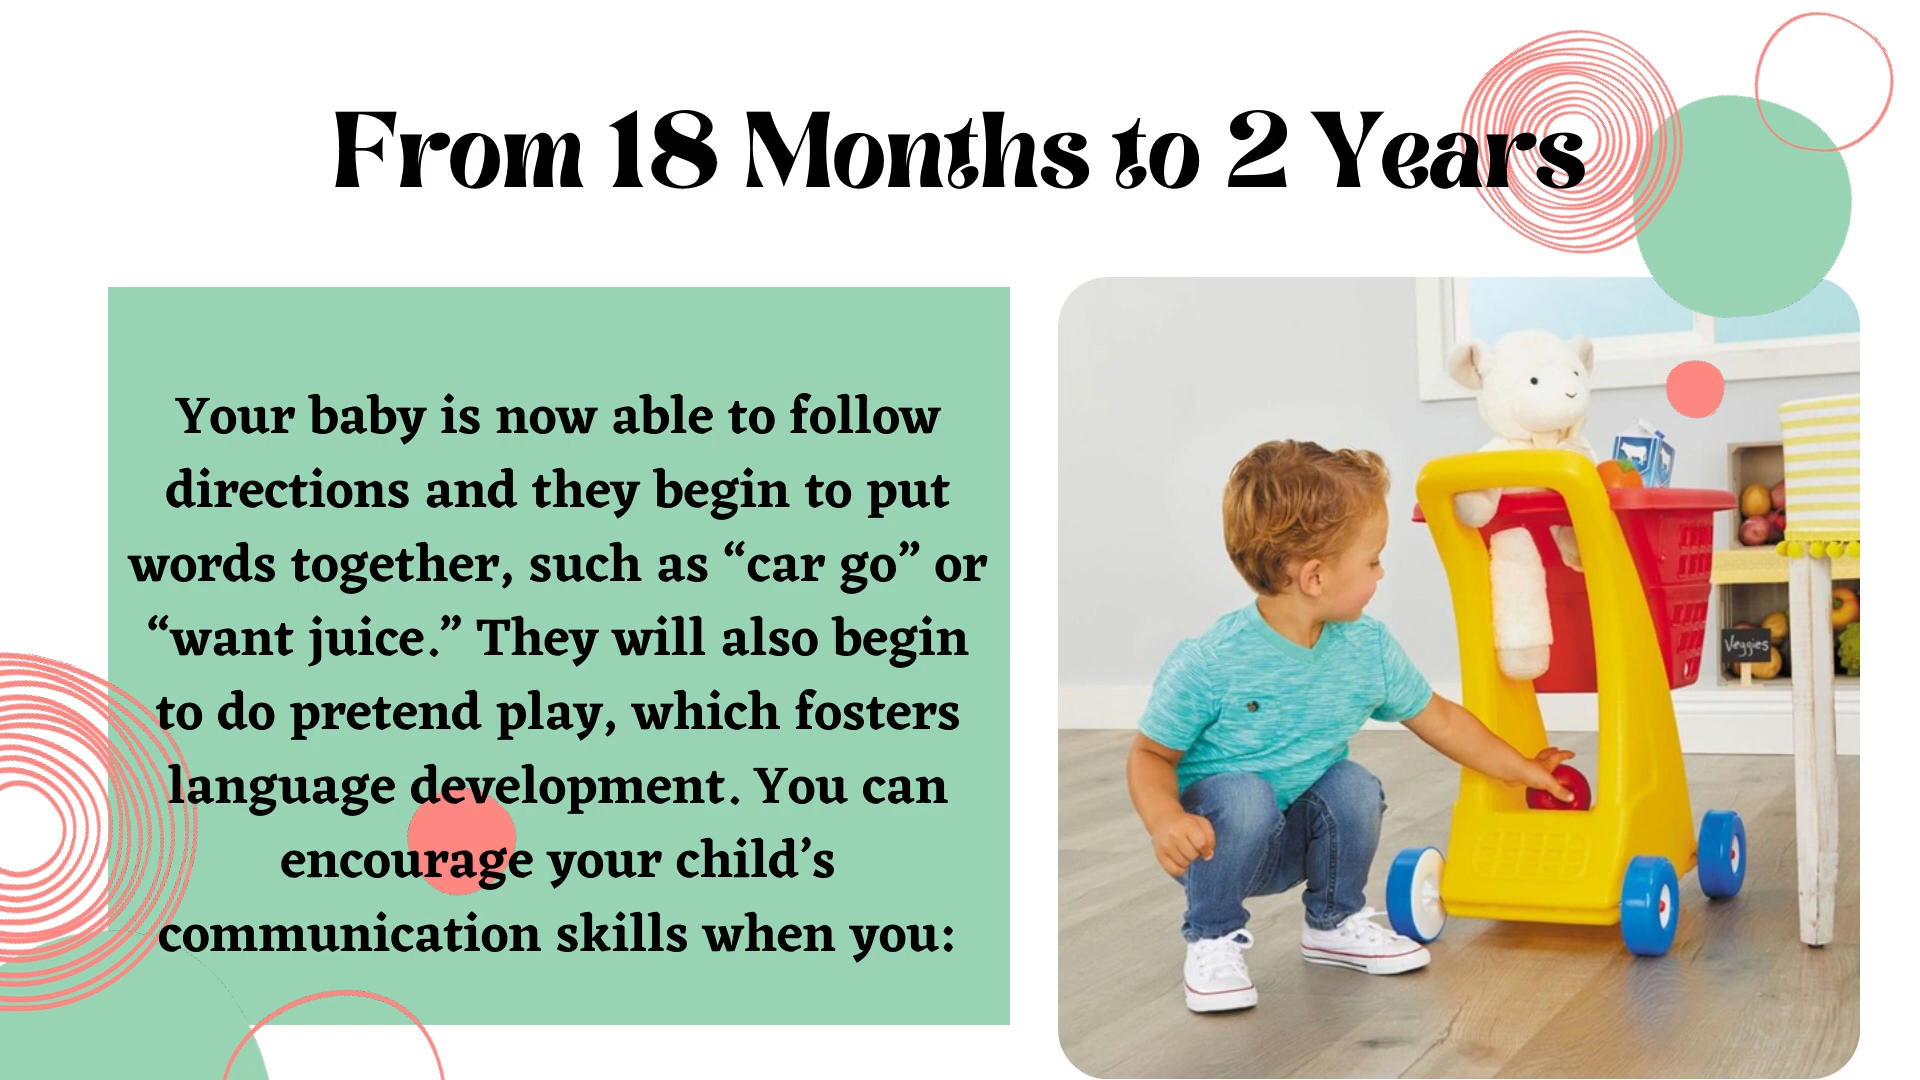 From 18 Months to 2 Years
Your baby is now able to follow
directions and they begin to put
words together, such as “car go” or
“want juice.” They will also begin
to do pretend play, which fosters
language development. You can
encourage your child’s
communication skills when you:
Veggies